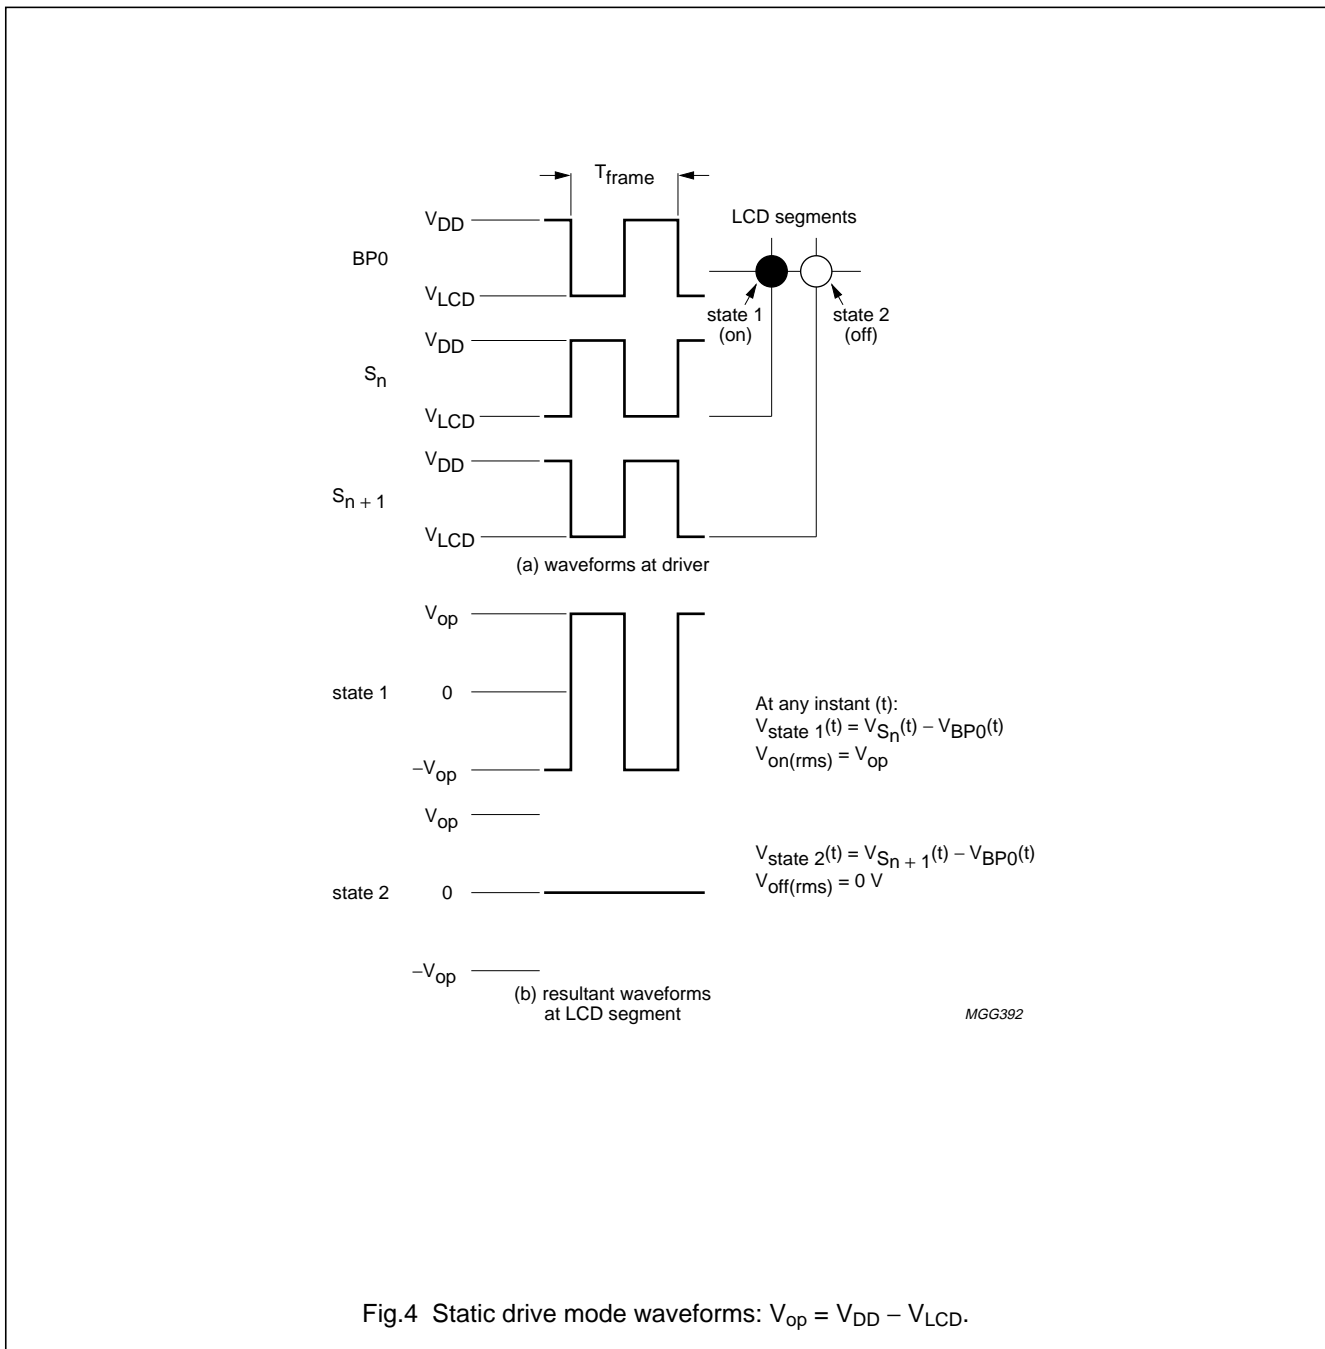 T_frame
V_DD
LCD segments
BP0
V_LCD
state 1
(on)
state 2
(off)
V_DD
S_n
V_LCD
V_DD
S_n + 1
V_LCD
(a) waveforms at driver
V_op
state 1 0
−V_op
At any instant (t):
V_state 1(t) = V_S_n(t) − V_BP0(t)
V_on(rms) = V_op
V_op
state 2 0
−V_op
V_state 2(t) = V_S_n + 1(t) − V_BP0(t)
V_off(rms) = 0 V
(b) resultant waveforms
at LCD segment
MGG392
Fig.4 Static drive mode waveforms: V_op = V_DD − V_LCD.